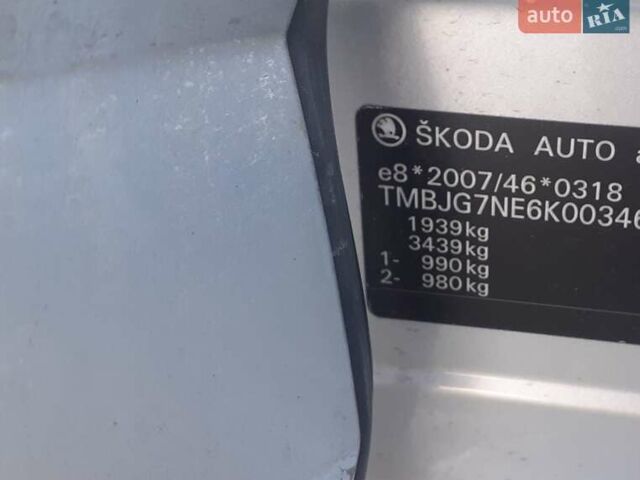 auto RIA
ŠKODA AUTO a
e8*2007/46*0318
TMBJG7NE6K00346
1939kg
3439kg
1- 990kg
2- 980kg